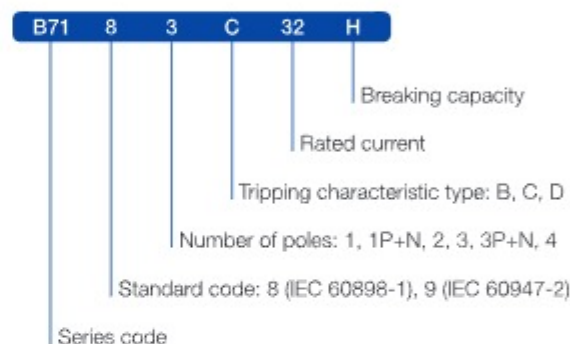 B71 8 3 C 32 H
Breaking capacity
Rated current
Tripping characteristic type: B, C, D
Number of poles: 1, 1P+N, 2, 3, 3P+N, 4
Standard code: 8 (IEC 60898-1), 9 (IEC 60947-2)
Series code